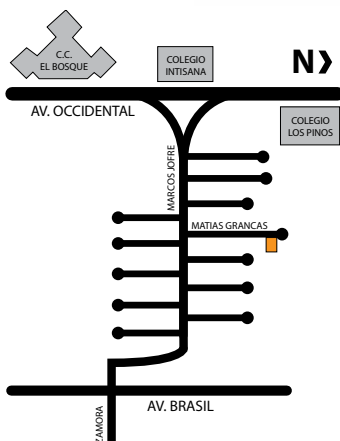 C.C.
EL BOSQUE
COLEGIO
INTISANA
N
AV. OCCIDENTAL
COLEGIO
LOS PINOS
MARCOS JOFRE
MATIAS GRANCAS
AV. BRASIL
ZAMORA